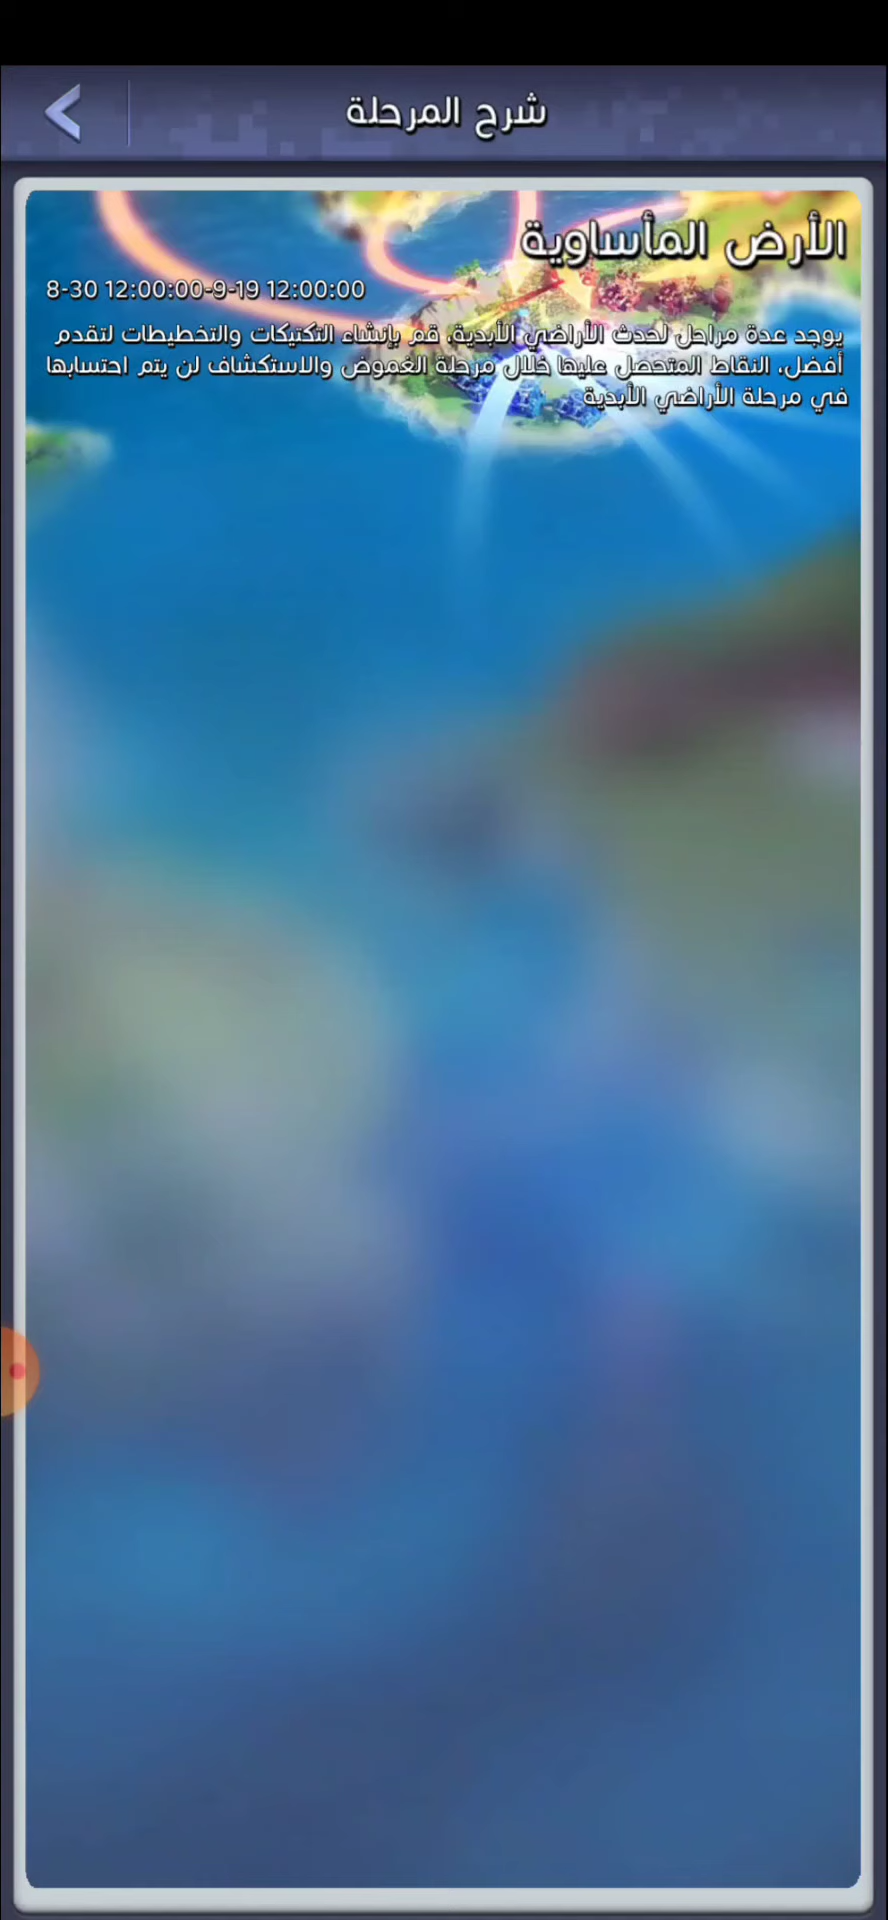 شرح المرحلة
الأرض المأساوية
8-30 12:00:00-9-19 12:00:00
يوجد عدة مراحل لحدث الأراضي الأبدية، قم بإنشاء التكتيكات والتخطيطات لتقدم
أفضل، النقاط المتحصل عليها خلال مرحلة الغموض والاستكشاف لن يتم احتسابها
في مرحلة الأراضي الأبدية